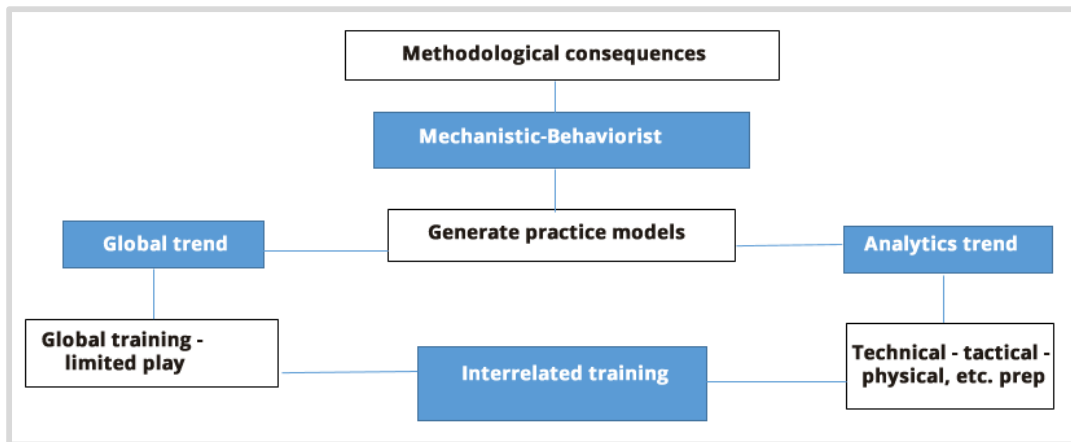 Methodological consequences
Mechanistic-Behaviorist
Generate practice models
Global trend
Analytics trend
Global training -
limited play
Interrelated training
Technical - tactical -
physical, etc. prep